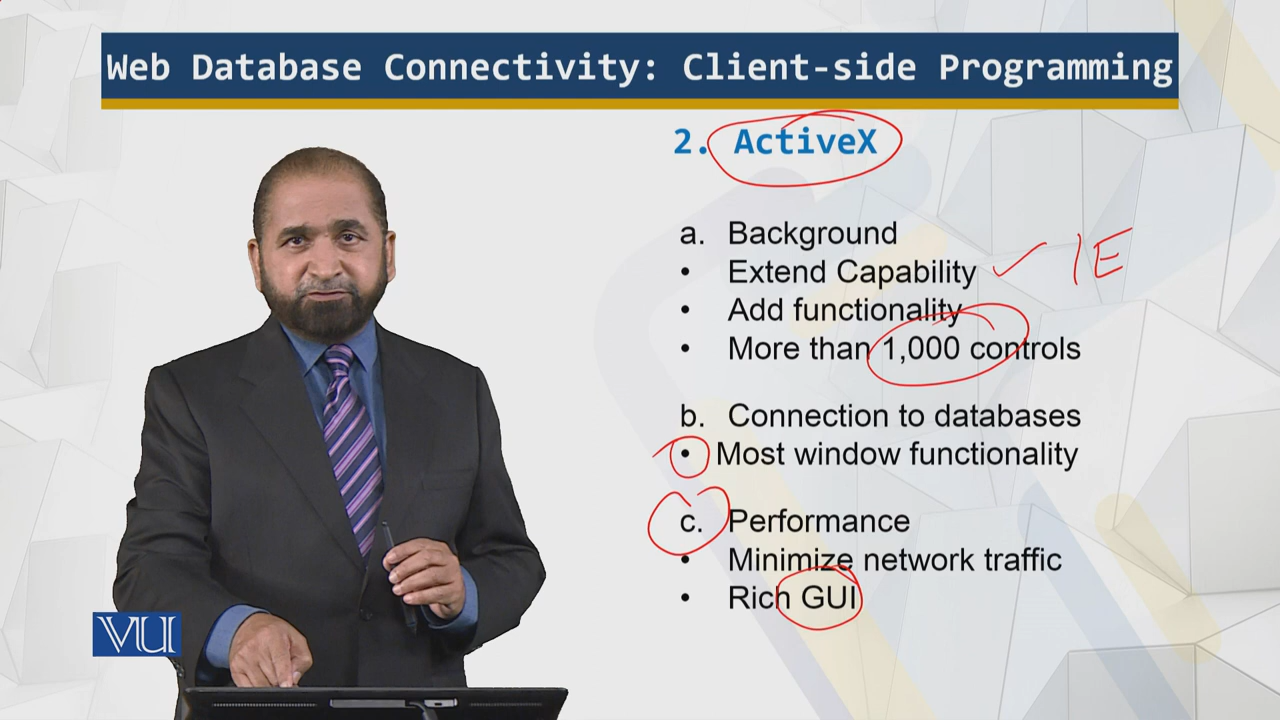 Web Database Connectivity: Client-side Programming
2. ActiveX
a. Background
• Extend Capability ✓ IE
• Add functionality
• More than 1,000 controls
b. Connection to databases
• Most window functionality
c. Performance
• Minimize network traffic
• Rich GUI
VU